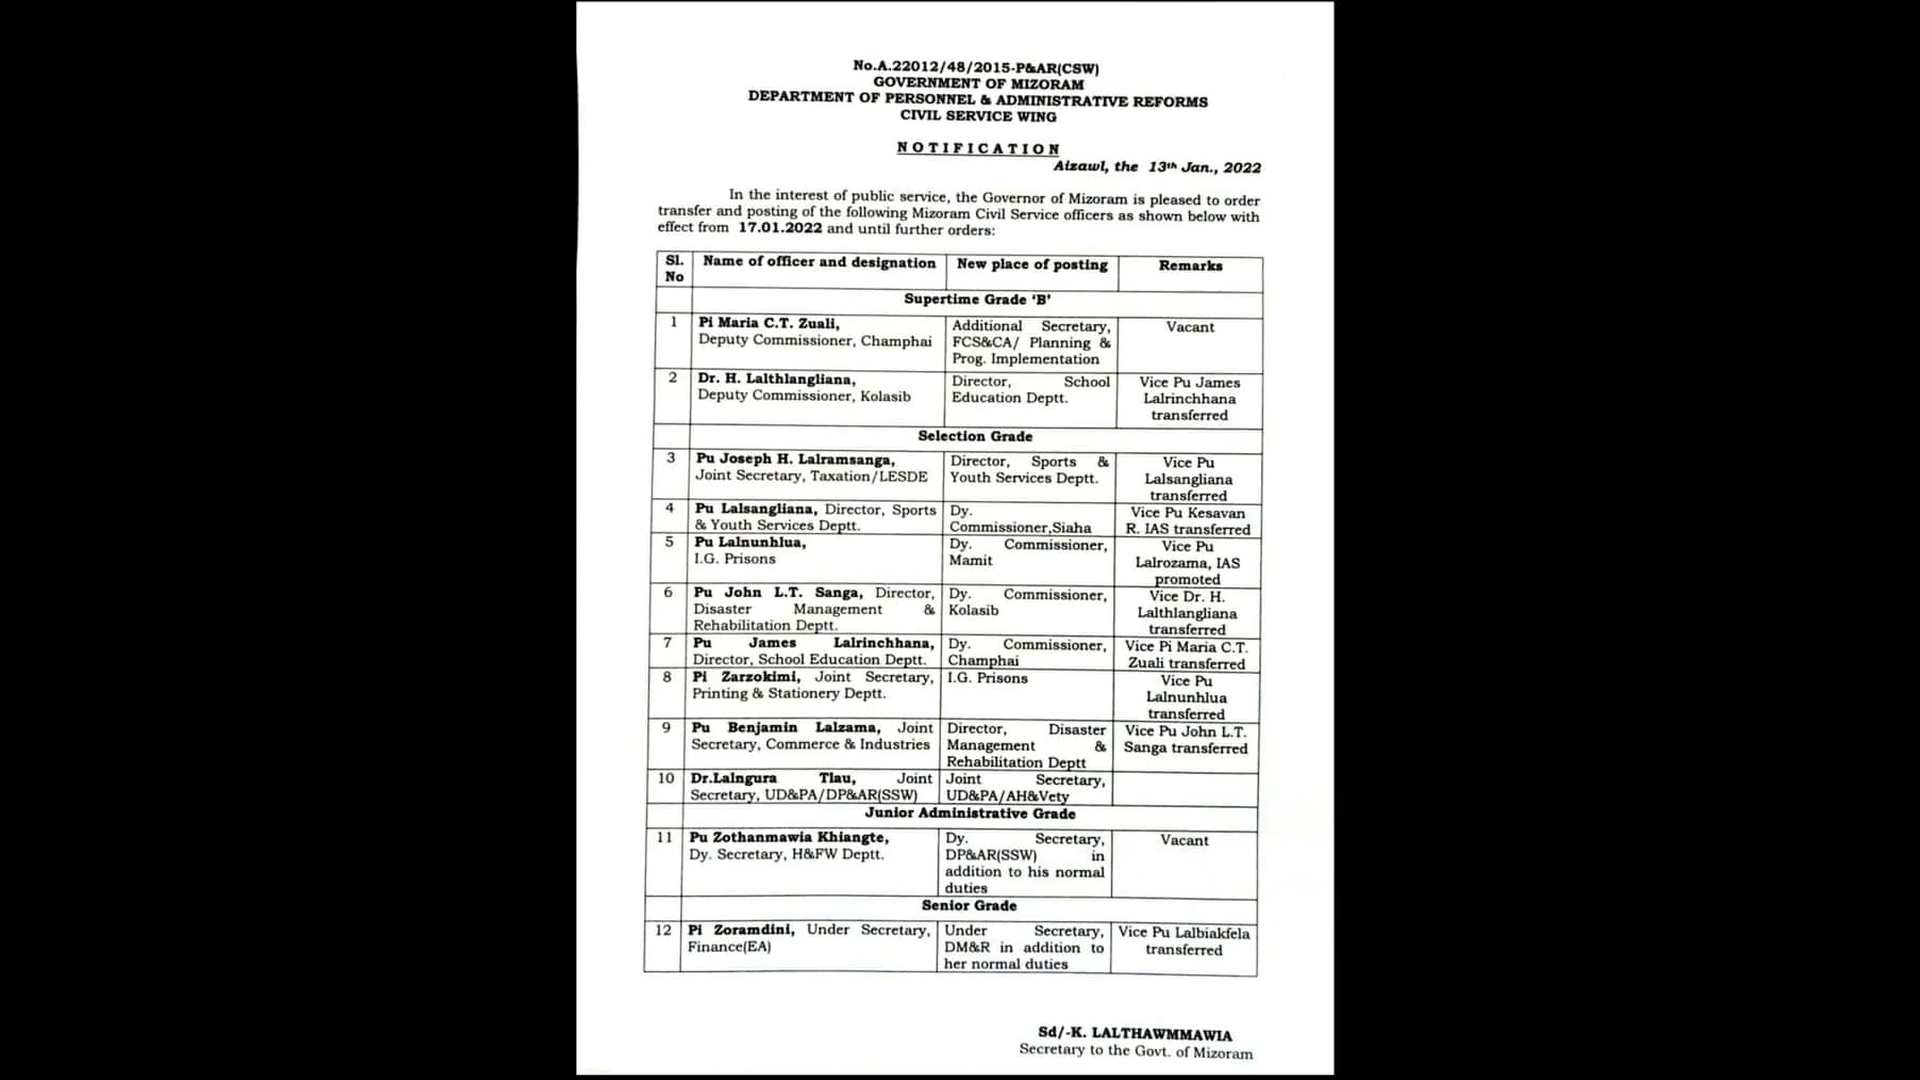 No.A.22012/48/2015-P&AR(CSW)
GOVERNMENT OF MIZORAM
DEPARTMENT OF PERSONNEL & ADMINISTRATIVE REFORMS
CIVIL SERVICE WING
NOTIFICATION
Aizawl, the 13th Jan., 2022
In the interest of public service, the Governor of Mizoram is pleased to order
transfer and posting of the following Mizoram Civil Service officers as shown below with
effect from 17.01.2022 and until further orders:
Sl. No Name of officer and designation New place of posting Remarks
Supertime Grade 'B'
1 Pi Maria C.T. Zuali, Additional Secretary, Vacant
Deputy Commissioner, Champhai FCS&CA/ Planning &
Prog. Implementation
2 Dr. H. Lalthlangliana, Director, School Vice Pu James
Deputy Commissioner, Kolasib Education Deptt. Lalrinchhana
transferred
Selection Grade
3 Pu Joseph H. Lalramsanga, Director, Sports & Vice Pu
Joint Secretary, Taxation/LESDE Youth Services Deptt. Lalsangliana
transferred
4 Pu Lalsangliana, Director, Sports Dy. Vice Pu Kesavan
& Youth Services Deptt. Commissioner,Siaha R. IAS transferred
5 Pu Lalnunhlua, Dy. Commissioner, Vice Pu
I.G. Prisons Mamit Lalrozama, IAS
promoted
6 Pu John L.T. Sanga, Director, Dy. Commissioner, Vice Dr. H.
Disaster Management & Kolasib Lalthlangliana
Rehabilitation Deptt. transferred
7 Pu James Lalrinchhana, Dy. Commissioner, Vice Pi Maria C.T.
Director, School Education Deptt. Champhai Zuali transferred
8 Pi Zarzokimi, Joint Secretary, I.G. Prisons Vice Pu
Printing & Stationery Deptt. Lalnunhlua
transferred
9 Pu Benjamin Lalzama, Joint Director, Disaster Vice Pu John L.T.
Secretary, Commerce & Industries Management & Sanga transferred
Rehabilitation Deptt
10 Dr.Lalngura Tlau, Joint Joint Secretary,
Secretary, UD&PA/DP&AR(SSW) UD&PA/AH&Vety
Junior Administrative Grade
11 Pu Zothanmawia Khiangte, Dy. Secretary, Vacant
Dy. Secretary, H&FW Deptt. DP&AR(SSW) in
addition to his normal
duties
Senior Grade
12 Pi Zoramdini, Under Secretary, Under Secretary, Vice Pu Lalbiakfela
Finance(EA) DM&R in addition to transferred
her normal duties
Sd/-K. LALTHAWMMAWIA
Secretary to the Govt. of Mizoram